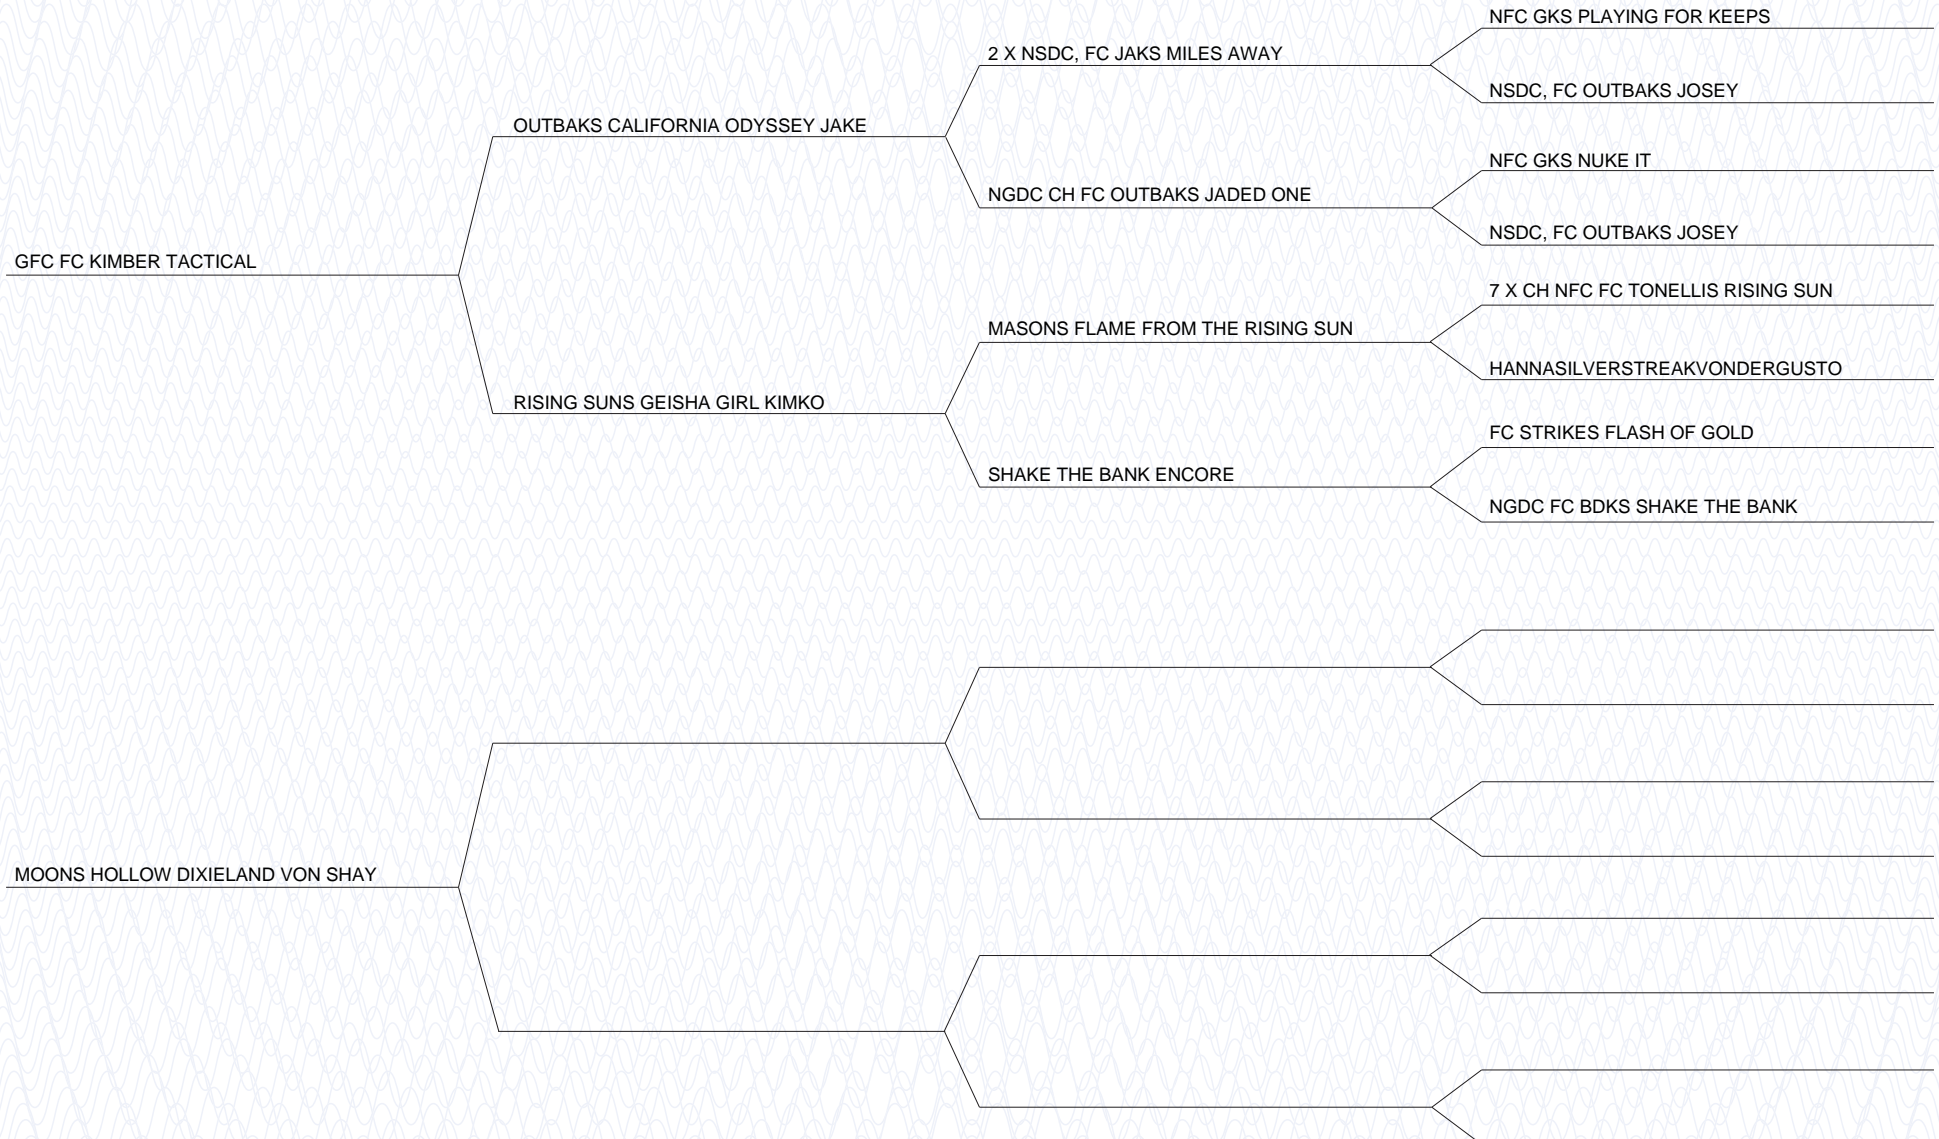 NFC GKS PLAYING FOR KEEPS
2 X NSDC, FC JAKS MILES AWAY
NSDC, FC OUTBAKS JOSEY
OUTBAKS CALIFORNIA ODYSSEY JAKE
NFC GKS NUKE IT
NGDC CH FC OUTBAKS JADED ONE
NSDC, FC OUTBAKS JOSEY
GFC FC KIMBER TACTICAL
7 X CH NFC FC TONELLIS RISING SUN
MASONS FLAME FROM THE RISING SUN
HANNASILVERSTREAKVONDERGUSTO
RISING SUNS GEISHA GIRL KIMKO
FC STRIKES FLASH OF GOLD
SHAKE THE BANK ENCORE
NGDC FC BDKS SHAKE THE BANK
MOONS HOLLOW DIXIELAND VON SHAY